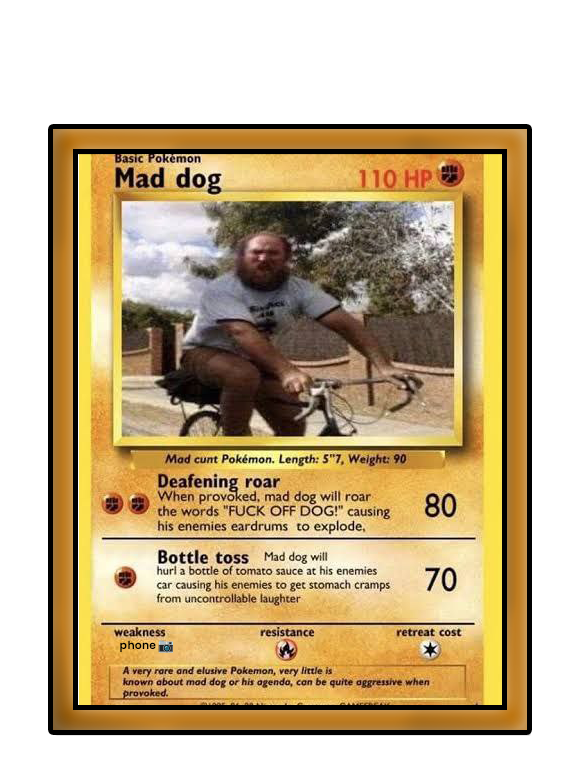 Basic Pokémon
Mad dog 110 HP
Mad cunt Pokémon. Length: 5"7, Weight: 90
Deafening roar
When provoked, mad dog will roar
the words "FUCK OFF DOG!" causing
his enemies eardrums to explode,
80
Bottle toss Mad dog will
hurl a bottle of tomato sauce at his enemies
car causing his enemies to get stomach cramps
from uncontrollable laughter
70
weakness resistance retreat cost
phone
A very rare and elusive Pokemon, very little is
known about mad dog or his agenda, can be quite aggressive when
provoked.